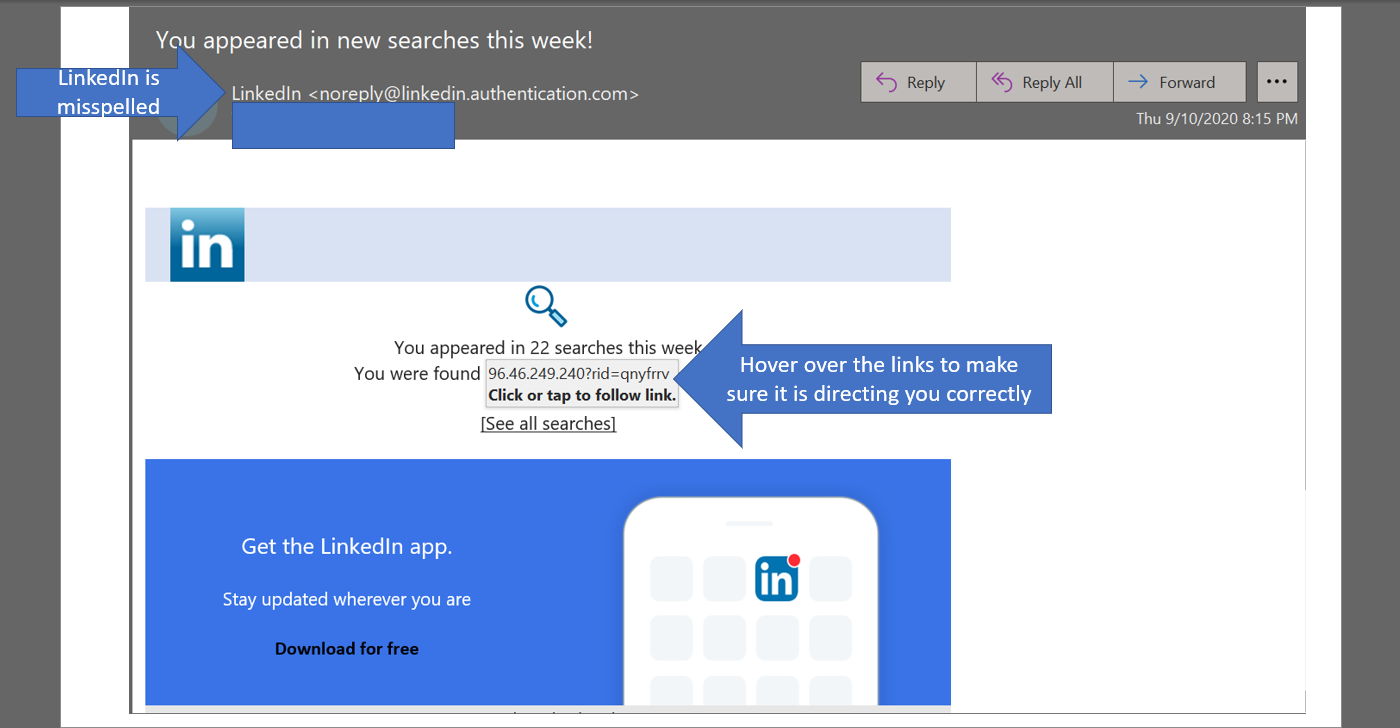 You appeared in new searches this week!
LinkedIn is
misspelled
LinkedIn <noreply@linkedin.authentication.com>
Reply
Reply All
Forward
...
Thu 9/10/2020 8:15 PM
in
You appeared in 22 searches this week
You were found
96.46.249.240?rid=qnyfrrv
Click or tap to follow link.
Hover over the links to make
sure it is directing you correctly
[See all searches]
Get the LinkedIn app.
Stay updated wherever you are
Download for free
in